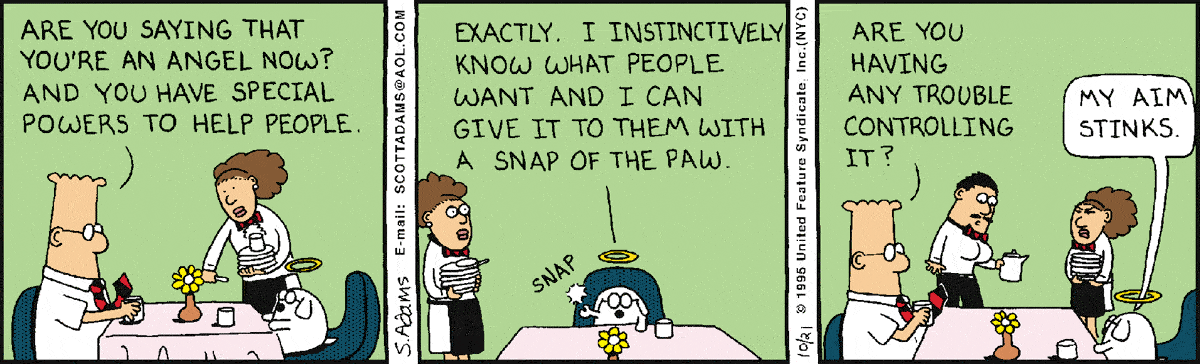 ARE YOU SAYING THAT
YOU'RE AN ANGEL NOW?
AND YOU HAVE SPECIAL
POWERS TO HELP PEOPLE.
S. Adams
E-mail: SCOTTADAMS@AOL.COM
EXACTLY. I INSTINCTIVELY
KNOW WHAT PEOPLE
WANT AND I CAN
GIVE IT TO THEM WITH
A SNAP OF THE PAW.
SNAP
10/21
© 1995 United Feature Syndicate, Inc.(NYC)
ARE YOU
HAVING
ANY TROUBLE
CONTROLLING
IT?
MY AIM
STINKS.